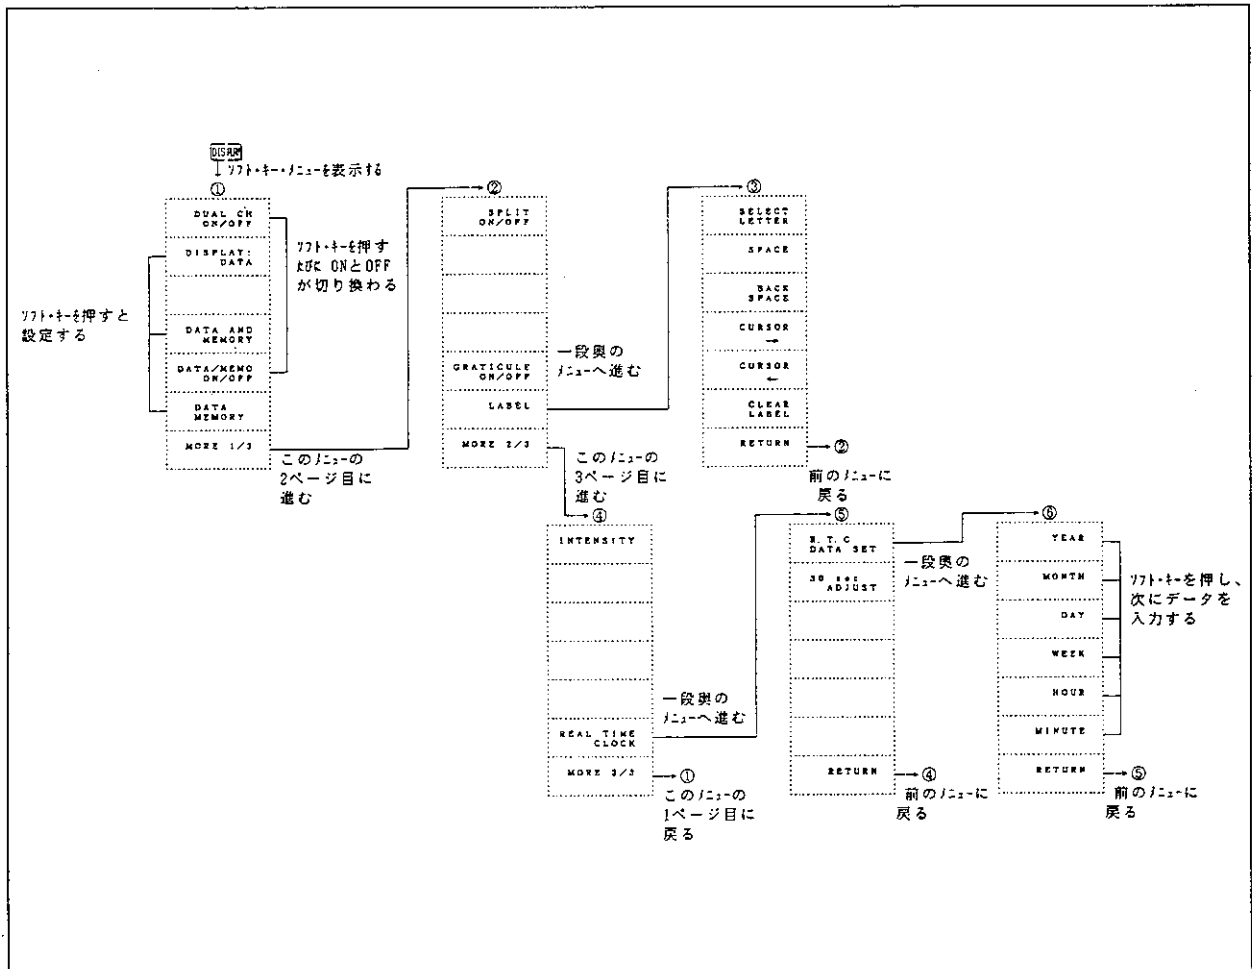 DISPLAY
ソフト・キー・メニューを表示する
①
DUAL CH
ON/OFF
DISPLAY:
DATA
DATA AND
MEMORY
DATA/MEMO
ON/OFF
DATA
MEMORY
MORE 1/3
ソフト・キーを押すと
設定する
ソフト・キーを押す
たびに ONとOFF
が切り換わる
このメニューの
2ページ目に
進む
②
SPLIT
ON/OFF
GRATICULE
ON/OFF
LABEL
MORE 2/3
一段奥の
メニューへ進む
このメニューの
3ページ目に
進む
③
SELECT
LETTER
SPACE
BACK
SPACE
CURSOR
→
CURSOR
←
CLEAR
LABEL
RETURN
②
前のメニューに
戻る
④
INTENSITY
REAL TIME
CLOCK
MORE 3/3
一段奥の
メニューへ進む
①
このメニューの
1ページ目に
戻る
⑤
R.T.C
DATA SET
30 sec
ADJUST
RETURN
一段奥の
メニューへ進む
④
前のメニューに
戻る
⑥
YEAR
MONTH
DAY
WEEK
HOUR
MINUTE
RETURN
ソフト・キーを押し、
次にデータを
入力する
⑤
前のメニューに
戻る